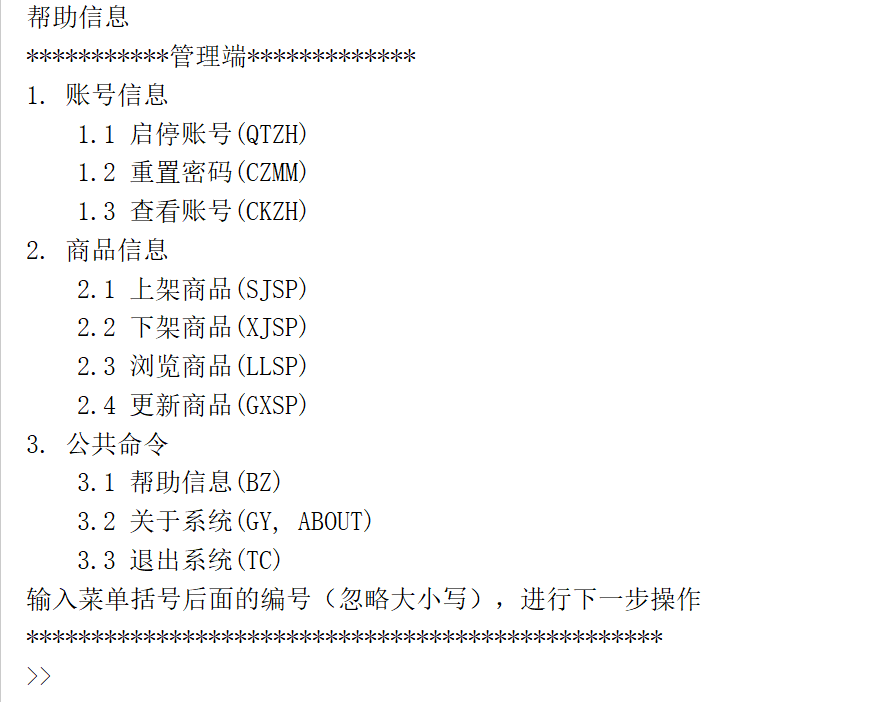 帮助信息
***********管理端*************
1. 账号信息
1.1 启停账号(QTZH)
1.2 重置密码(CZMM)
1.3 查看账号(CKZH)
2. 商品信息
2.1 上架商品(SJSP)
2.2 下架商品(XJSP)
2.3 浏览商品(LLSP)
2.4 更新商品(GXSP)
3. 公共命令
3.1 帮助信息(BZ)
3.2 关于系统(GY, ABOUT)
3.3 退出系统(TC)
输入菜单括号后面的编号（忽略大小写），进行下一步操作
*************************************************
>>